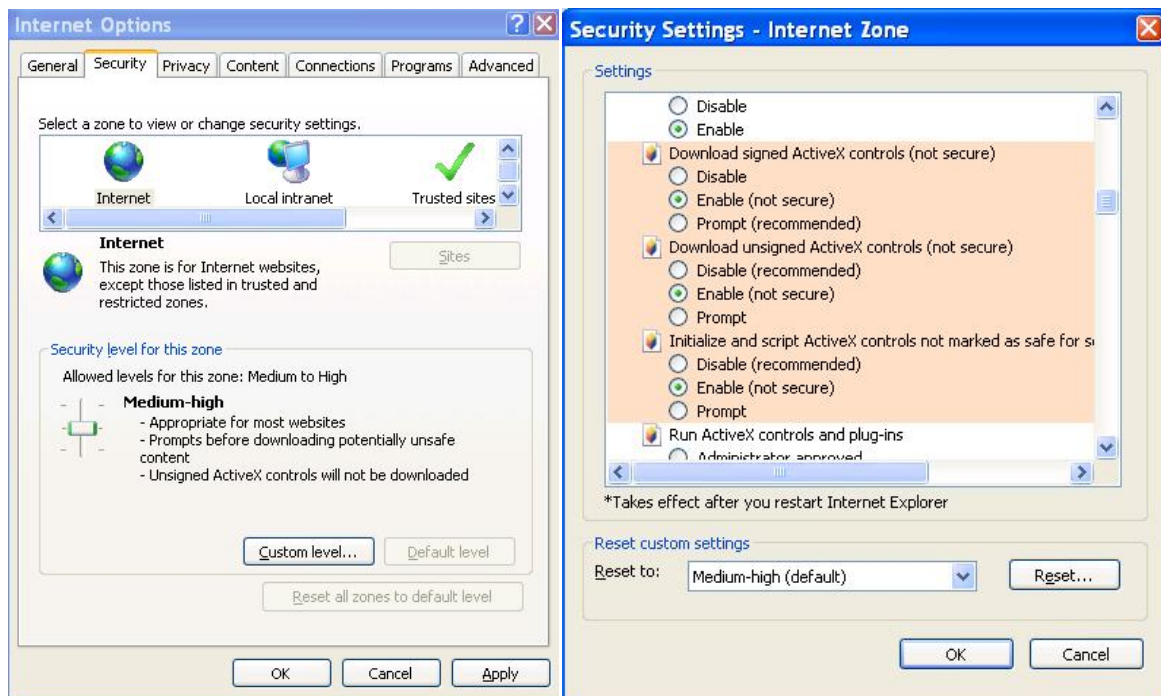 Internet Options
General Security Privacy Content Connections Programs Advanced
Select a zone to view or change security settings.
Internet Local intranet Trusted sites
Internet
This zone is for Internet websites,
except those listed in trusted and
restricted zones.
Sites
Security level for this zone
Allowed levels for this zone: Medium to High
Medium-high
- Appropriate for most websites
- Prompts before downloading potentially unsafe
content
- Unsigned ActiveX controls will not be downloaded
Custom level... Default level
Reset all zones to default level
OK Cancel Apply
Security Settings - Internet Zone
Settings
Disable
Enable
Download signed ActiveX controls (not secure)
Disable
Enable (not secure)
Prompt (recommended)
Download unsigned ActiveX controls (not secure)
Disable (recommended)
Enable (not secure)
Prompt
Initialize and script ActiveX controls not marked as safe for
Disable (recommended)
Enable (not secure)
Prompt
Run ActiveX controls and plug-ins
Administrator approved
*Takes effect after you restart Internet Explorer
Reset custom settings
Reset to: Medium-high (default) Reset...
OK Cancel